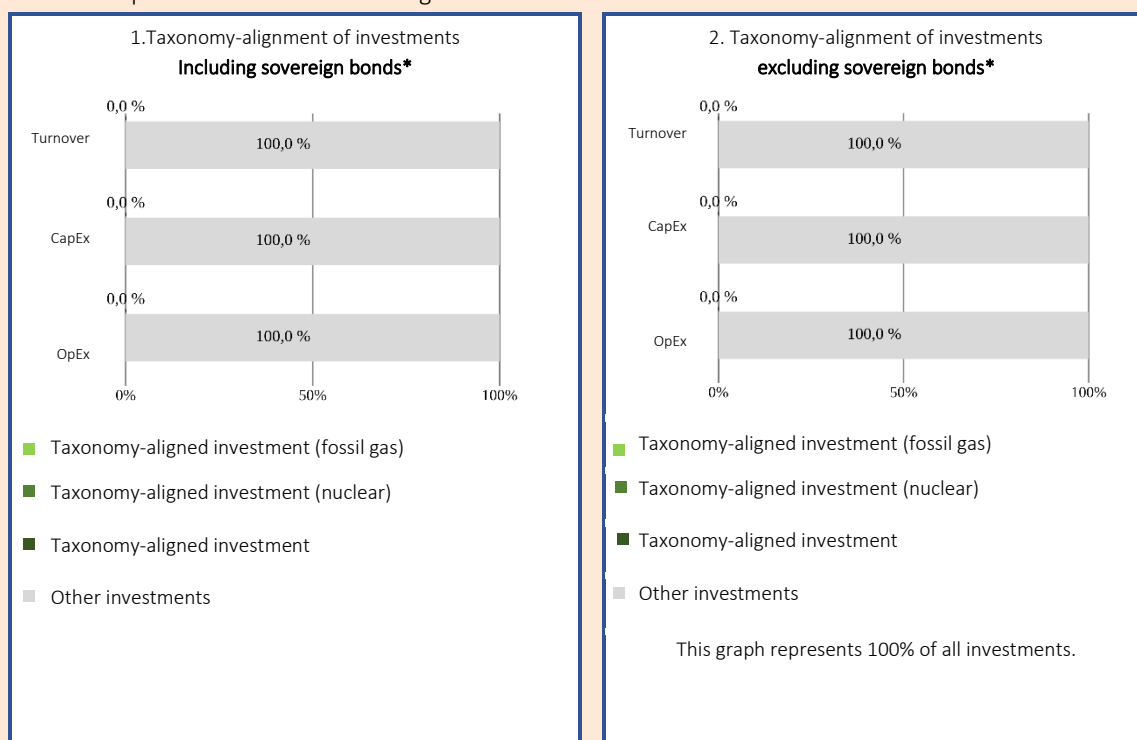 1.Taxonomy-alignment of investments
Including sovereign bonds*
0,0 %
Turnover
100,0 %
0,0 %
CapEx
100,0 %
0,0 %
OpEx
100,0 %
0%
50%
100%
Taxonomy-aligned investment (fossil gas)
Taxonomy-aligned investment (nuclear)
Taxonomy-aligned investment
Other investments
2. Taxonomy-alignment of investments
excluding sovereign bonds*
0,0 %
Turnover
100,0 %
0,0 %
CapEx
100,0 %
0,0 %
OpEx
100,0 %
0%
50%
100%
Taxonomy-aligned investment (fossil gas)
Taxonomy-aligned investment (nuclear)
Taxonomy-aligned investment
Other investments
This graph represents 100% of all investments.